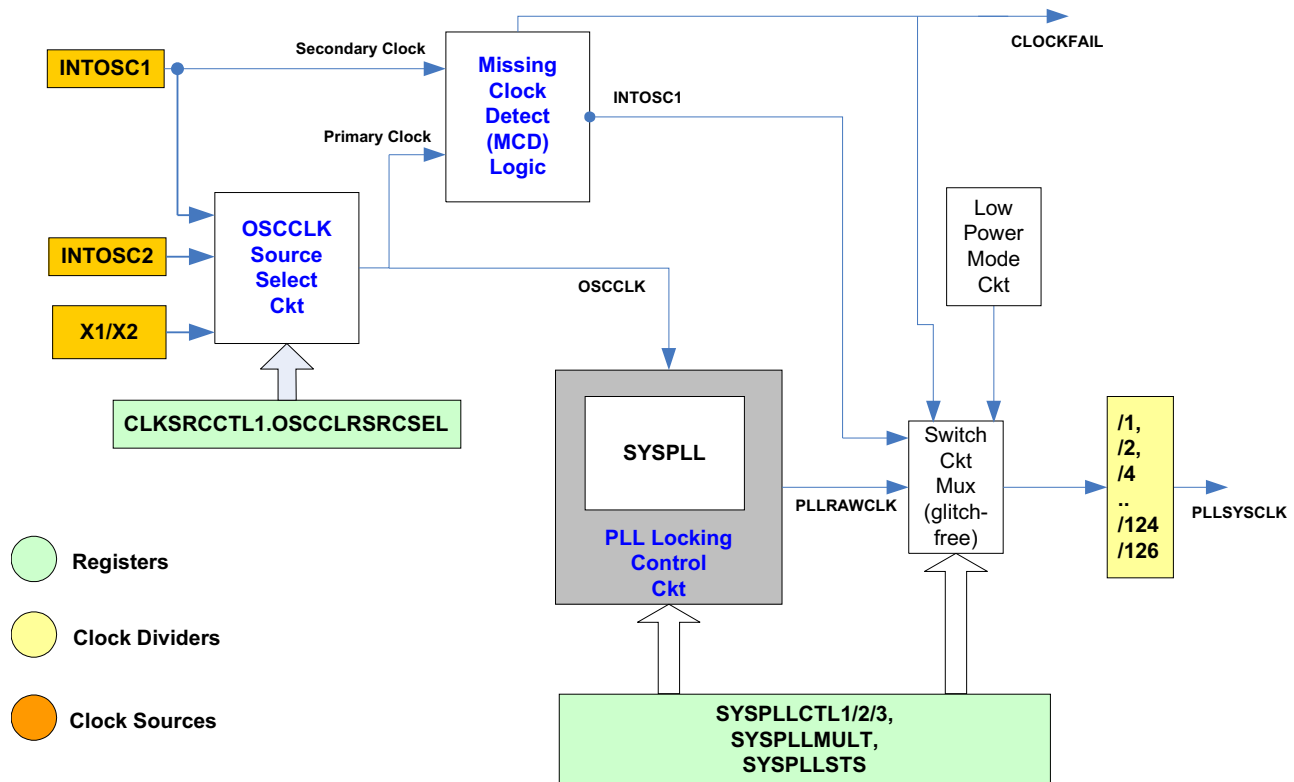 Secondary Clock
INTOSC1
Missing
Clock
Detect
(MCD)
Logic
CLOCKFAIL
INTOSC1
Primary Clock
OSCCLK
Source
Select
Ckt
INTOSC2
X1/X2
OSCCLK
Low
Power
Mode
Ckt
CLKSRCCTL1.OSCCLRSRCSEL
SYSPLL
PLL Locking
Control
Ckt
PLLRAWCLK
Switch
Ckt
Mux
(glitch-
free)
/1,
/2,
/4
..
/124
/126
PLLSYSCLK
Registers
Clock Dividers
Clock Sources
SYSPLLCTL1/2/3,
SYSPLLMULT,
SYSPLLSTS